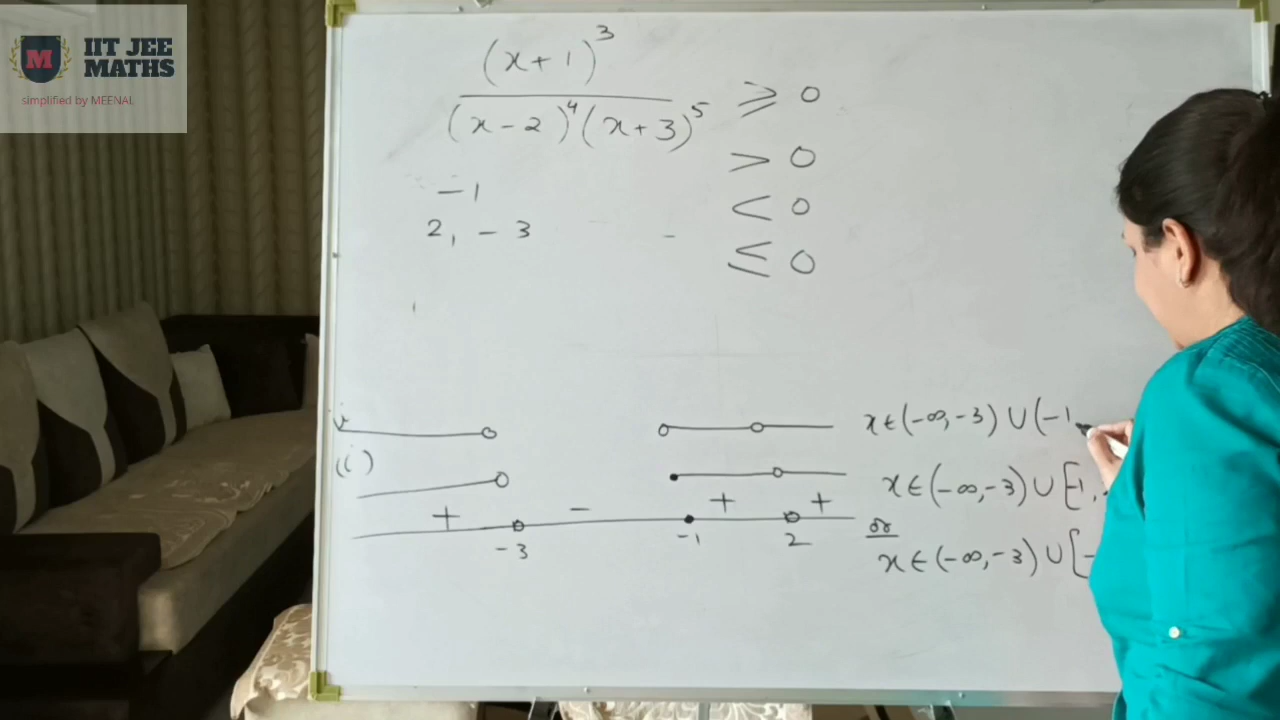 M
IIT JEE
MATHS
simplified by MEENAL
(x+1)³
(x-2)⁴(x+3)⁵ ⩾ 0
> 0
-1
< 0
2, -3
≤ 0
x∈(-∞,-3) ∪ (-1
(i)
x∈(-∞,-3) ∪ [-1,
+ - + +
-3 -1 2
or
x∈(-∞,-3) ∪ [-